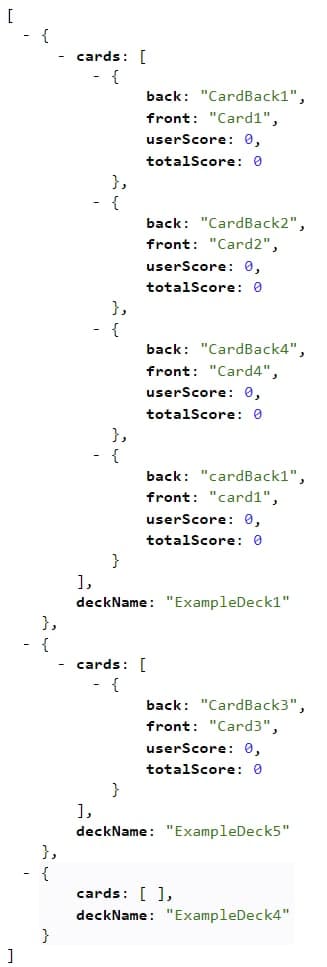 [
- {
- cards: [
- {
back: "CardBack1",
front: "Card1",
userScore: 0,
totalScore: 0
},
- {
back: "CardBack2",
front: "Card2",
userScore: 0,
totalScore: 0
},
- {
back: "CardBack4",
front: "Card4",
userScore: 0,
totalScore: 0
},
- {
back: "cardBack1",
front: "card1",
userScore: 0,
totalScore: 0
}
],
deckName: "ExampleDeck1"
},
- {
- cards: [
- {
back: "CardBack3",
front: "Card3",
userScore: 0,
totalScore: 0
}
],
deckName: "ExampleDeck5"
},
- {
cards: [ ],
deckName: "ExampleDeck4"
}
]